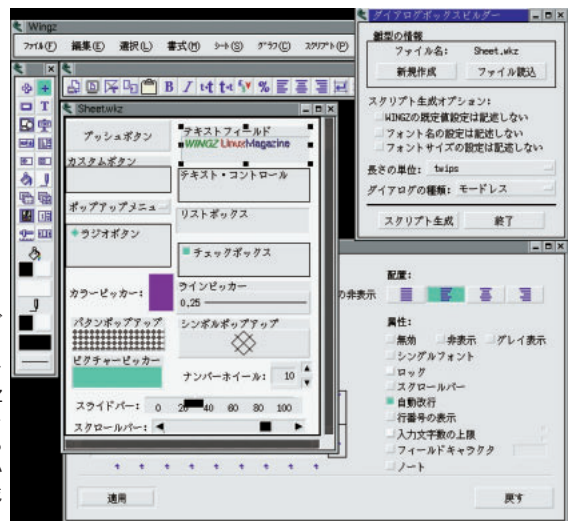 Wingz
ファイル(F) 編集(E) 選択(L) 書式(M) シート(S) グラフ(C) スクリプト(P)
B I
%
T
Sheet.wkz
プッシュボタン
テキストフィールド
WINGZ LinuxMagazine
カスタムボタン
テキスト・コントロール
ポップアップメニュー
リストボックス
ラジオボタン
チェックボックス
カラーピッカー:
ラインピッカー
0.25
パタンポップアップ
シンボルポップアップ
ピクチャーピッカー
ナンバーホイール: 10
スライドバー: 0 20 40 60 80 100
スクロールバー:
ダイアログボックスビルダー
雛型の情報
ファイル名: Sheet.wkz
新規作成 ファイル読込
スクリプト生成オプション:
WINGZの既定値設定は記述しない
フォント名の設定は記述しない
フォントサイズの設定は記述しない
長さの単位: twips
ダイアログの種類: モードレス
スクリプト生成 終了
の非表示
配置:
属性:
無効 非表示 グレイ表示
シングルフォント
ロック
スクロールバー
自動改行
行番号の表示
入力文字数の上限
フィールドキャラクタ
ノート
適用 戻す